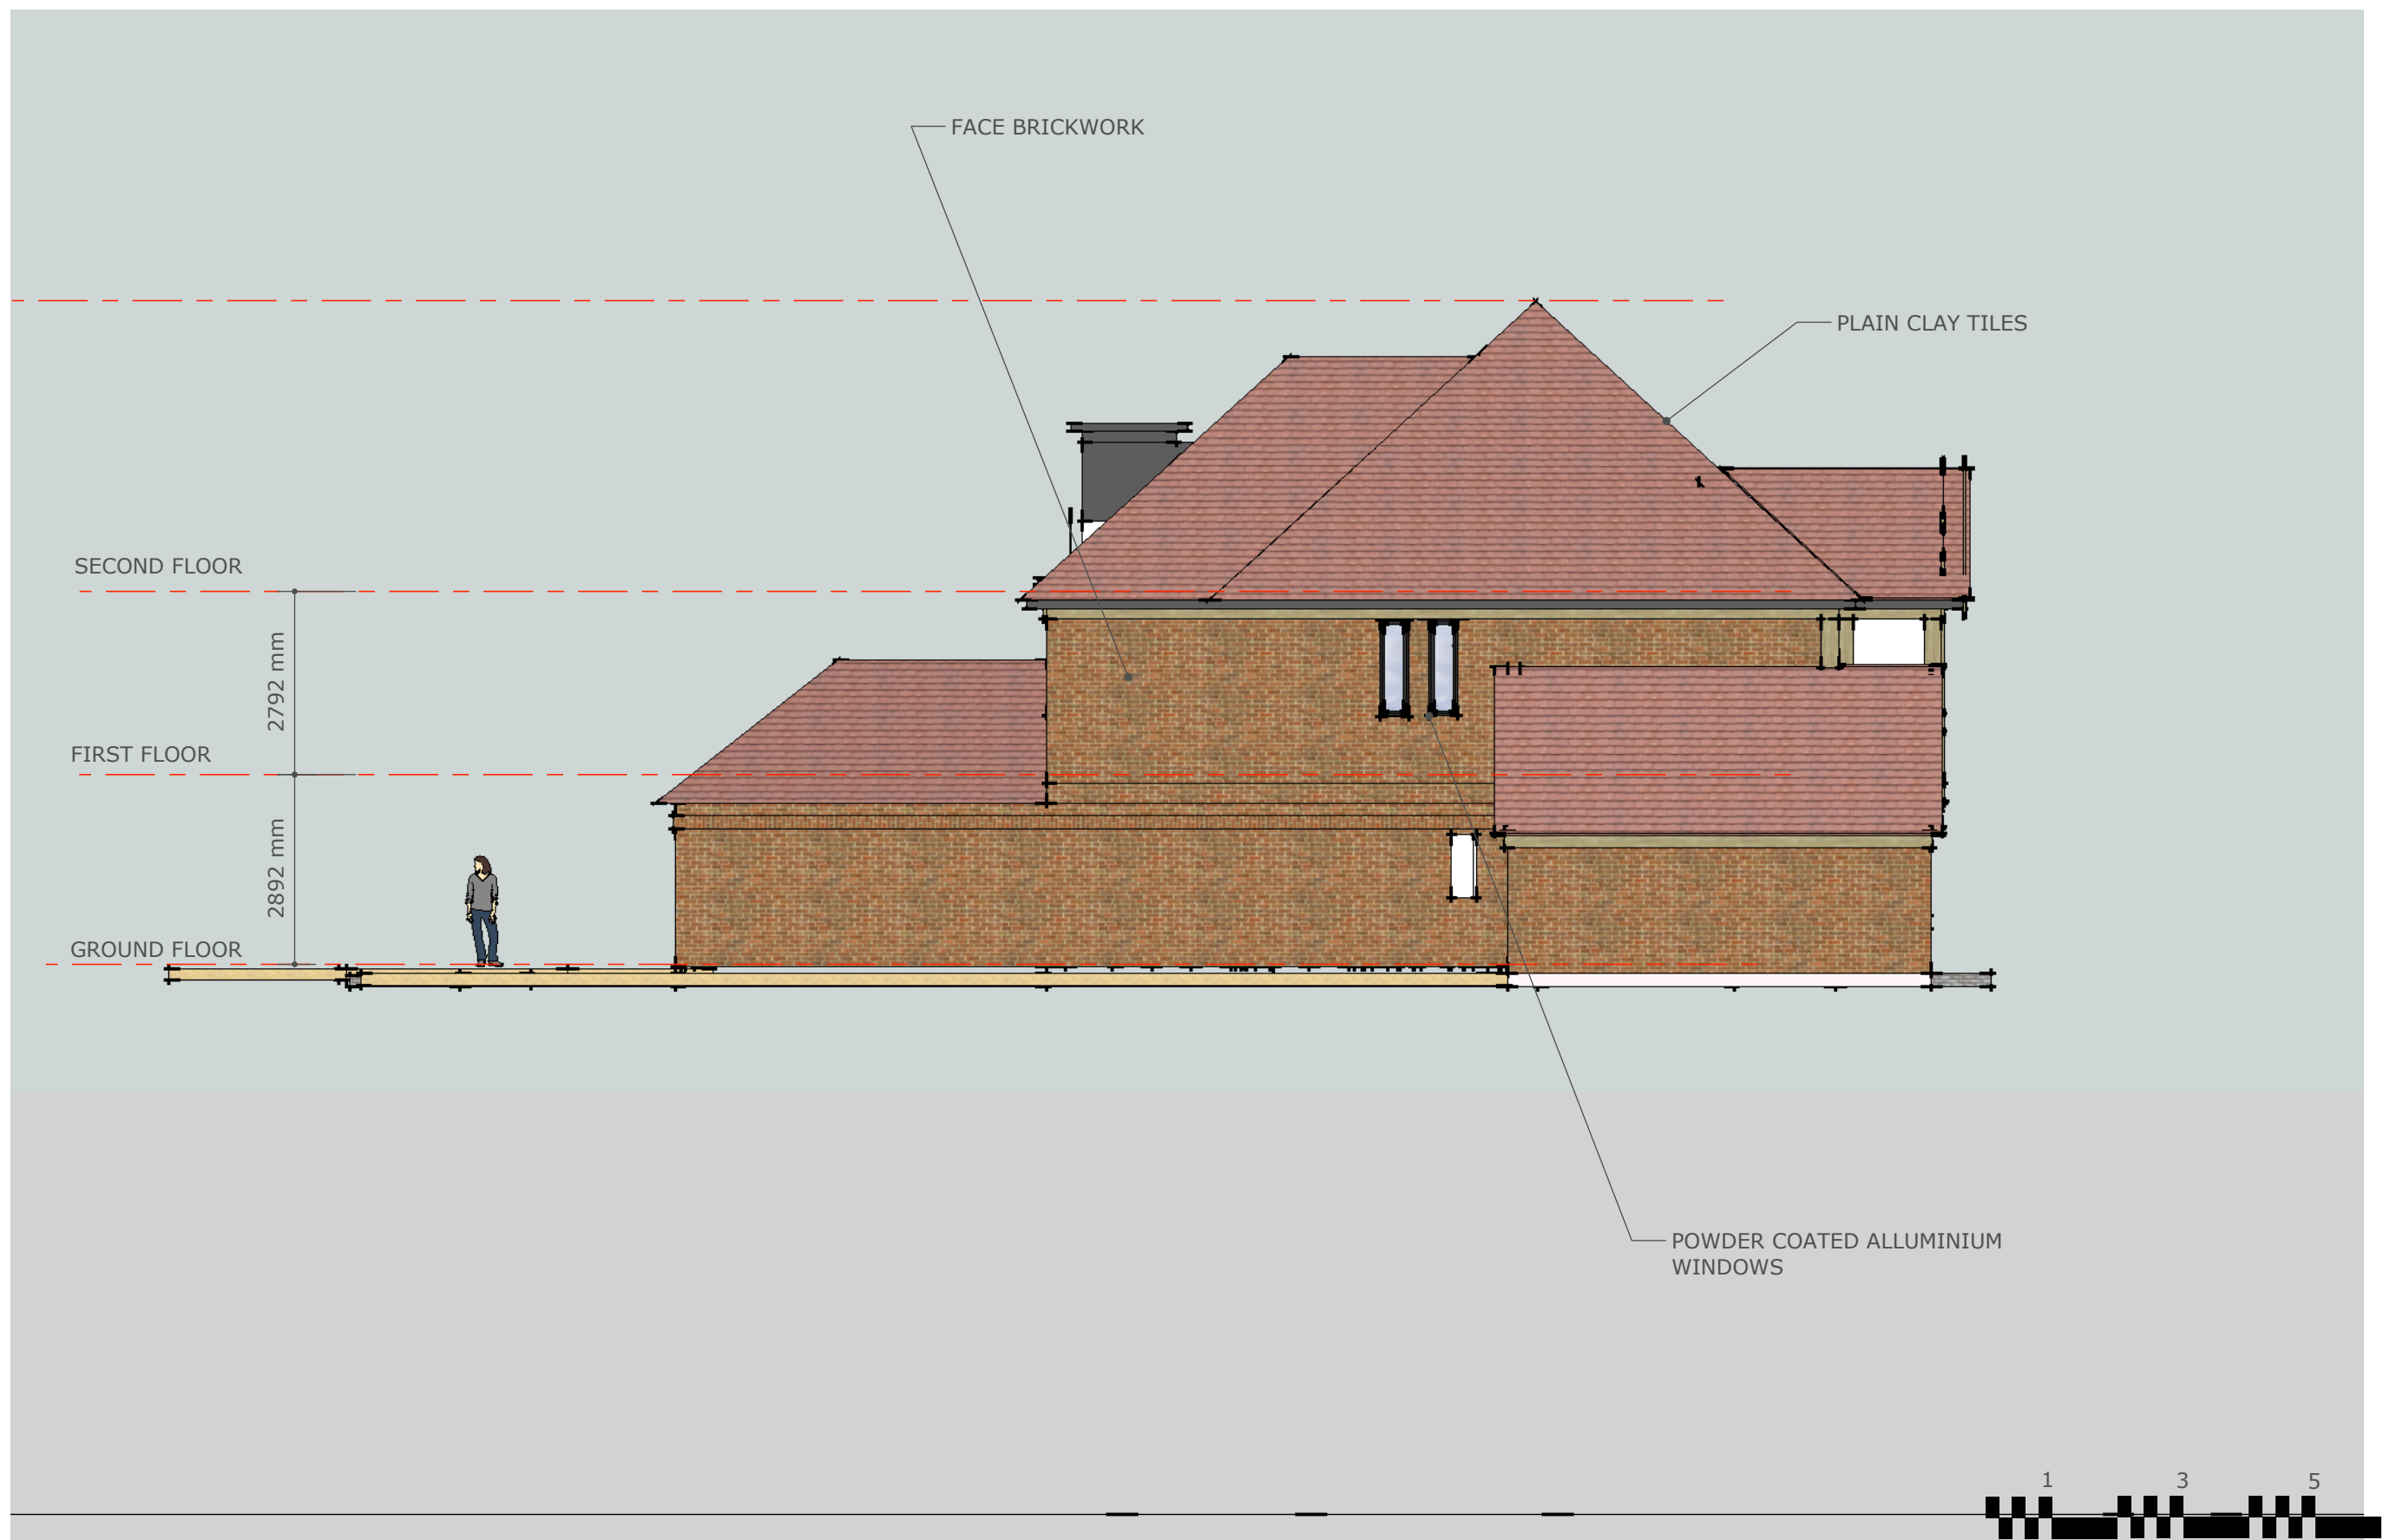 FACE BRICKWORK
PLAIN CLAY TILES
SECOND FLOOR
2792 mm
FIRST FLOOR
2892 mm
GROUND FLOOR
POWDER COATED ALLUMINIUM
WINDOWS
1 3 5